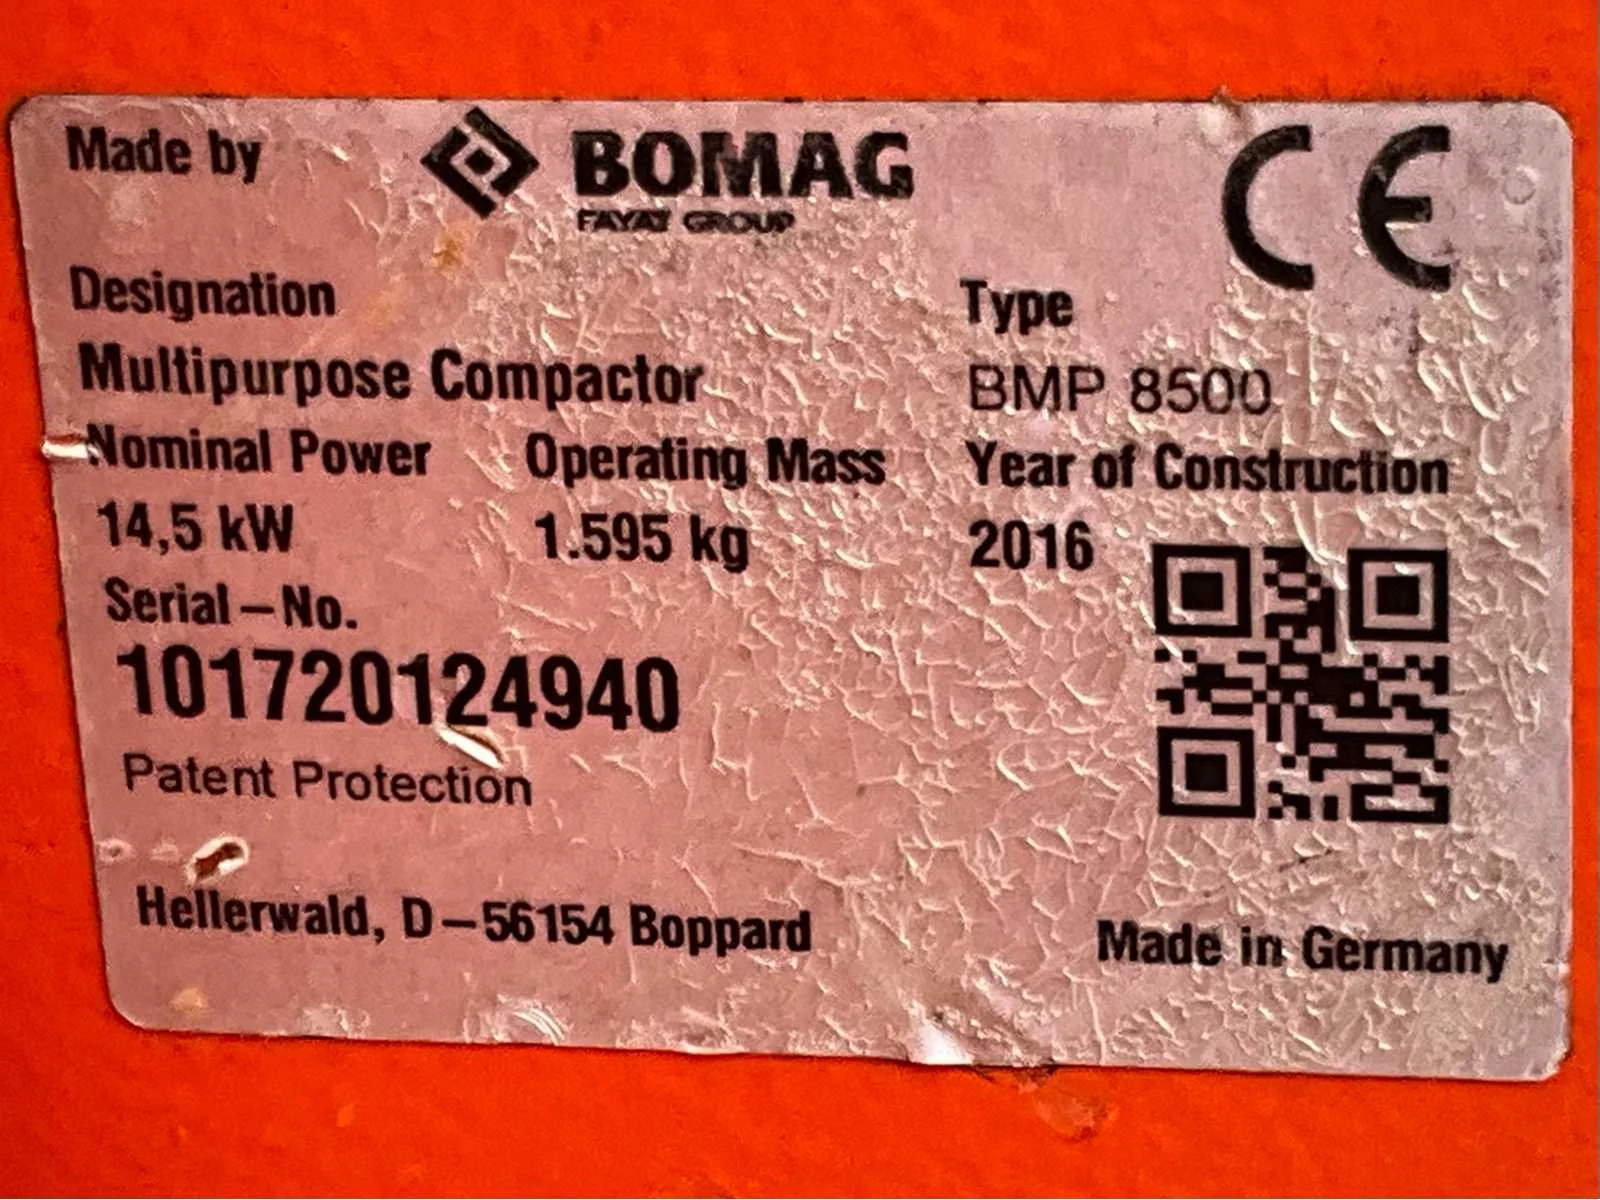 Made by BOMAG
FAYAT GROUP
CE
Designation Type
Multipurpose Compactor BMP 8500
Nominal Power Operating Mass Year of Construction
14,5 kW 1.595 kg 2016
Serial–No.
101720124940
Patent Protection
Hellerwald, D–56154 Boppard Made in Germany